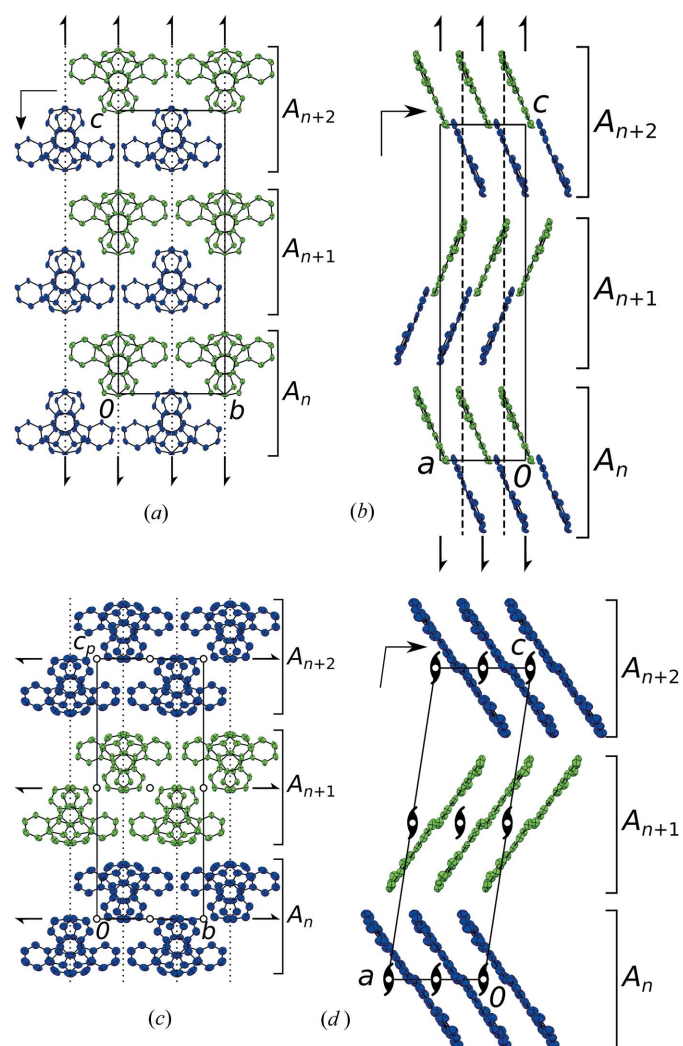 c
A_{n+2}
A_{n+1}
A_n
0
b
(a)
c
A_{n+2}
A_{n+1}
A_n
a
0
(b)
c_p
A_{n+2}
A_{n+1}
A_n
0
b
(c)
c
A_{n+2}
A_{n+1}
A_n
a
0
(d)